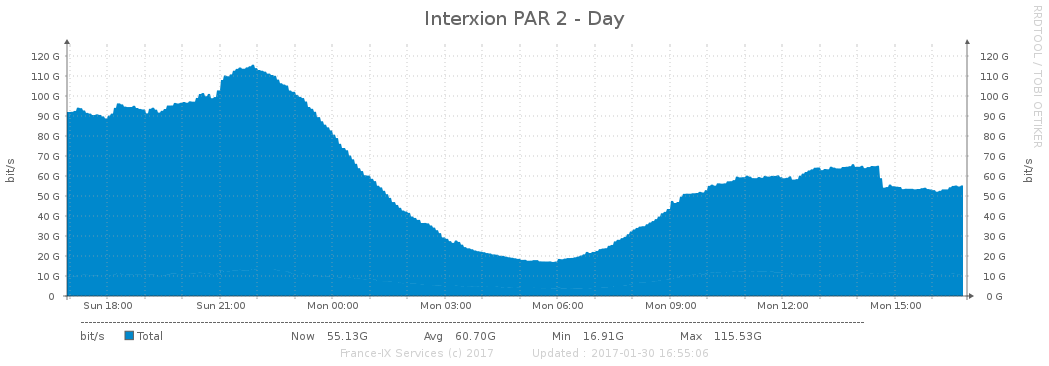 Interxion PAR 2 - Day
RRDTOOL / TOBI OETIKER
bit/s
bit/s
120 G 120 G
110 G 110 G
100 G 100 G
90 G 90 G
80 G 80 G
70 G 70 G
60 G 60 G
50 G 50 G
40 G 40 G
30 G 30 G
20 G 20 G
10 G 10 G
0 0 G
Sun 18:00 Sun 21:00 Mon 00:00 Mon 03:00 Mon 06:00 Mon 09:00 Mon 12:00 Mon 15:00
bit/s Total Now 55.13G Avg 60.70G Min 16.91G Max 115.53G
France-IX Services (c) 2017 Updated : 2017-01-30 16:55:06